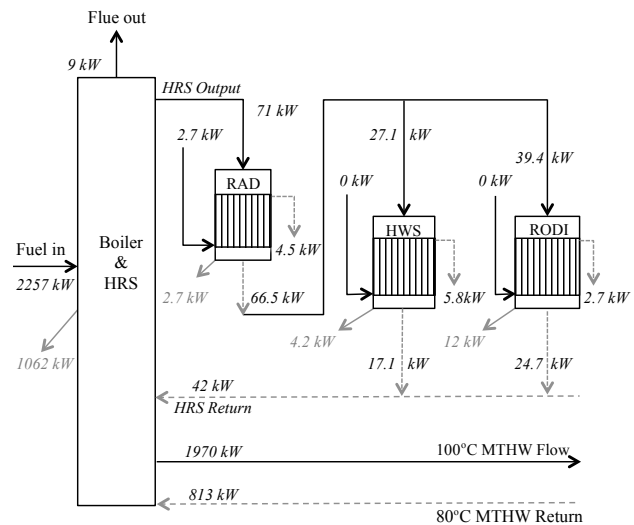 Flue out
9 kW
HRS Output
71 kW
2.7 kW
27.1 kW
39.4 kW
0 kW
0 kW
RAD
HWS
RODI
Fuel in
2257 kW
Boiler
&
HRS
4.5 kW
2.7 kW
66.5 kW
5.8kW
2.7 kW
4.2 kW
12 kW
1062 kW
17.1 kW
24.7 kW
42 kW
HRS Return
1970 kW
100°C MTHW Flow
813 kW
80°C MTHW Return